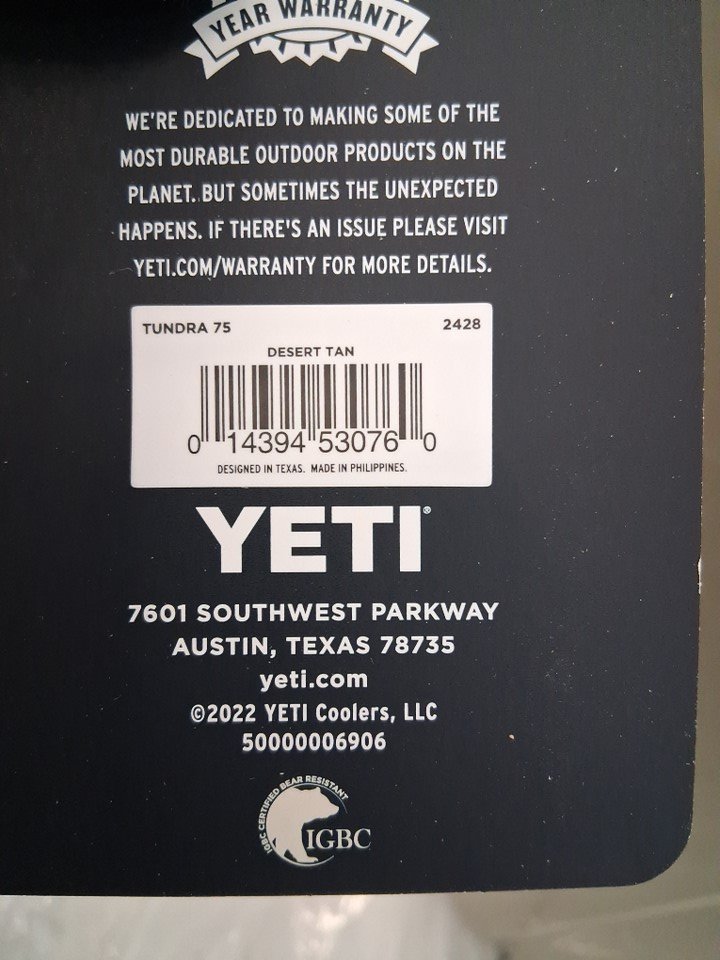 YEAR WARRANTY
WE'RE DEDICATED TO MAKING SOME OF THE
MOST DURABLE OUTDOOR PRODUCTS ON THE
PLANET. BUT SOMETIMES THE UNEXPECTED
HAPPENS. IF THERE'S AN ISSUE PLEASE VISIT
YETI.COM/WARRANTY FOR MORE DETAILS.
TUNDRA 75 2428
DESERT TAN
0 14394 53076 0
DESIGNED IN TEXAS. MADE IN PHILIPPINES.
YETI®
7601 SOUTHWEST PARKWAY
AUSTIN, TEXAS 78735
yeti.com
©2022 YETI Coolers, LLC
50000006906
IGBC CERTIFIED BEAR RESISTANT
IGBC